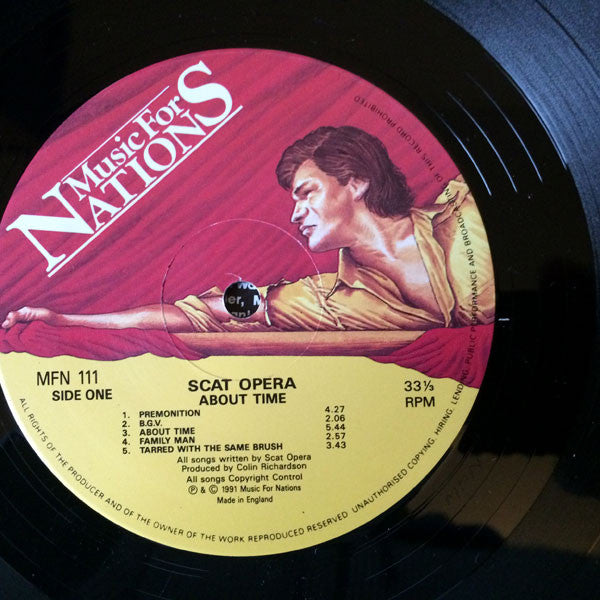 Music For
NATIONS
MFN 111
SIDE ONE
SCAT OPERA
ABOUT TIME
33⅓
RPM
1. PREMONITION 4.27
2. B.G.V. 2.06
3. ABOUT TIME 5.44
4. FAMILY MAN 2.57
5. TARRED WITH THE SAME BRUSH 3.43
All songs written by Scat Opera
Produced by Colin Richardson
All songs Copyright Control
℗ & © 1991 Music For Nations
Made in England
ALL RIGHTS OF THE PRODUCER AND OF THE OWNER OF THE WORK REPRODUCED RESERVED. UNAUTHORISED COPYING, HIRING, LENDING, PUBLIC PERFORMANCE AND BROADCASTING OF THIS RECORD PROHIBITED